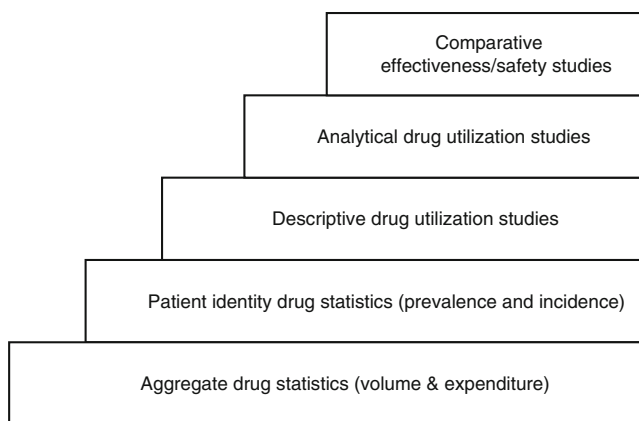 Comparative
effectiveness/safety studies
Analytical drug utilization studies
Descriptive drug utilization studies
Patient identity drug statistics (prevalence and incidence)
Aggregate drug statistics (volume & expenditure)